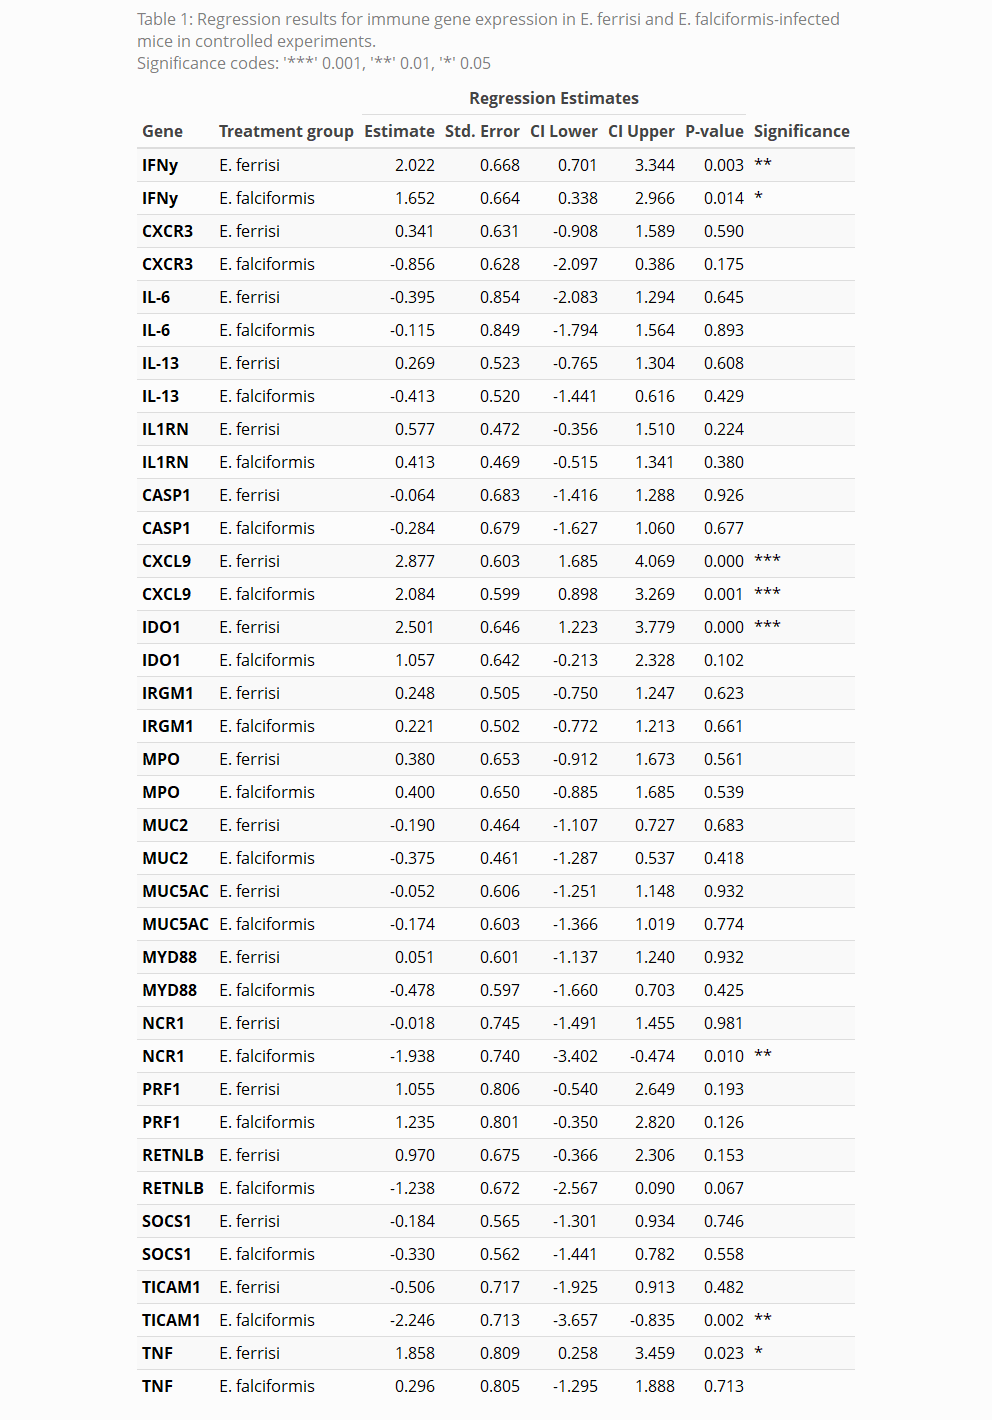 Table 1: Regression results for immune gene expression in E. ferrisi and E. falciformis-infected
mice in controlled experiments.
Significance codes: '***' 0.001, '**' 0.01, '*' 0.05
Regression Estimates
Gene Treatment group Estimate Std. Error CI Lower CI Upper P-value Significance
IFNy E. ferrisi 2.022 0.668 0.701 3.344 0.003 **
IFNy E. falciformis 1.652 0.664 0.338 2.966 0.014 *
CXCR3 E. ferrisi 0.341 0.631 -0.908 1.589 0.590
CXCR3 E. falciformis -0.856 0.628 -2.097 0.386 0.175
IL-6 E. ferrisi -0.395 0.854 -2.083 1.294 0.645
IL-6 E. falciformis -0.115 0.849 -1.794 1.564 0.893
IL-13 E. ferrisi 0.269 0.523 -0.765 1.304 0.608
IL-13 E. falciformis -0.413 0.520 -1.441 0.616 0.429
IL1RN E. ferrisi 0.577 0.472 -0.356 1.510 0.224
IL1RN E. falciformis 0.413 0.469 -0.515 1.341 0.380
CASP1 E. ferrisi -0.064 0.683 -1.416 1.288 0.926
CASP1 E. falciformis -0.284 0.679 -1.627 1.060 0.677
CXCL9 E. ferrisi 2.877 0.603 1.685 4.069 0.000 ***
CXCL9 E. falciformis 2.084 0.599 0.898 3.269 0.001 ***
IDO1 E. ferrisi 2.501 0.646 1.223 3.779 0.000 ***
IDO1 E. falciformis 1.057 0.642 -0.213 2.328 0.102
IRGM1 E. ferrisi 0.248 0.505 -0.750 1.247 0.623
IRGM1 E. falciformis 0.221 0.502 -0.772 1.213 0.661
MPO E. ferrisi 0.380 0.653 -0.912 1.673 0.561
MPO E. falciformis 0.400 0.650 -0.885 1.685 0.539
MUC2 E. ferrisi -0.190 0.464 -1.107 0.727 0.683
MUC2 E. falciformis -0.375 0.461 -1.287 0.537 0.418
MUC5AC E. ferrisi -0.052 0.606 -1.251 1.148 0.932
MUC5AC E. falciformis -0.174 0.603 -1.366 1.019 0.774
MYD88 E. ferrisi 0.051 0.601 -1.137 1.240 0.932
MYD88 E. falciformis -0.478 0.597 -1.660 0.703 0.425
NCR1 E. ferrisi -0.018 0.745 -1.491 1.455 0.981
NCR1 E. falciformis -1.938 0.740 -3.402 -0.474 0.010 **
PRF1 E. ferrisi 1.055 0.806 -0.540 2.649 0.193
PRF1 E. falciformis 1.235 0.801 -0.350 2.820 0.126
RETNLB E. ferrisi 0.970 0.675 -0.366 2.306 0.153
RETNLB E. falciformis -1.238 0.672 -2.567 0.090 0.067
SOCS1 E. ferrisi -0.184 0.565 -1.301 0.934 0.746
SOCS1 E. falciformis -0.330 0.562 -1.441 0.782 0.558
TICAM1 E. ferrisi -0.506 0.717 -1.925 0.913 0.482
TICAM1 E. falciformis -2.246 0.713 -3.657 -0.835 0.002 **
TNF E. ferrisi 1.858 0.809 0.258 3.459 0.023 *
TNF E. falciformis 0.296 0.805 -1.295 1.888 0.713